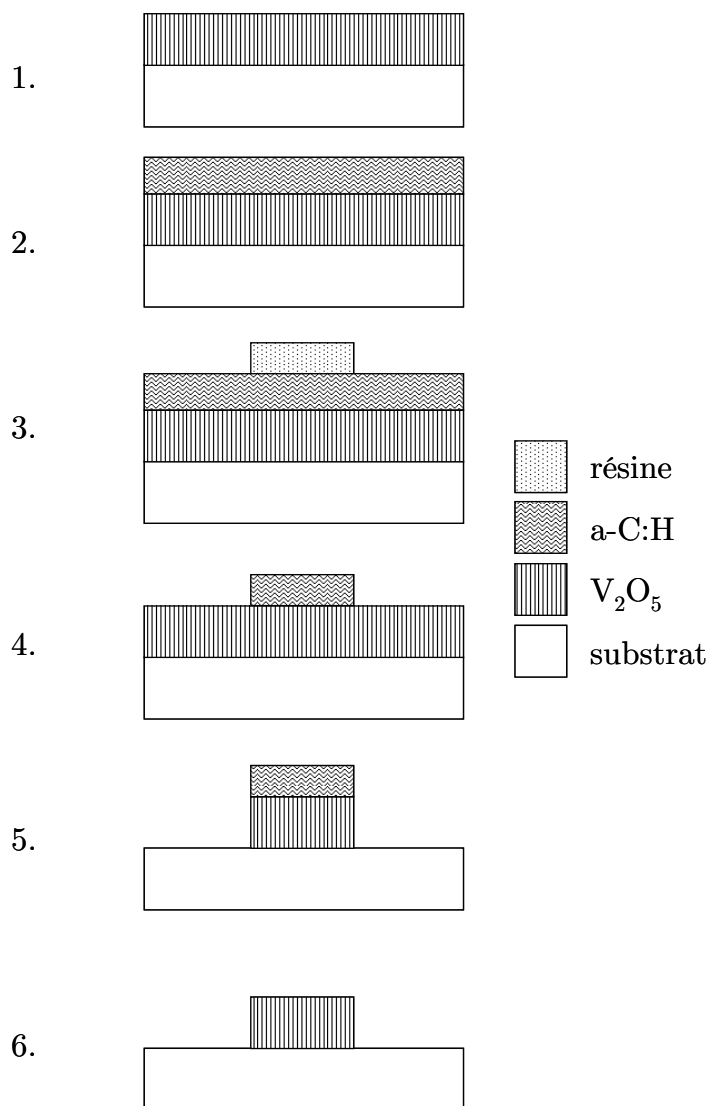 1.
2.
3.
résine
a-C:H
V₂O₅
substrat
4.
5.
6.